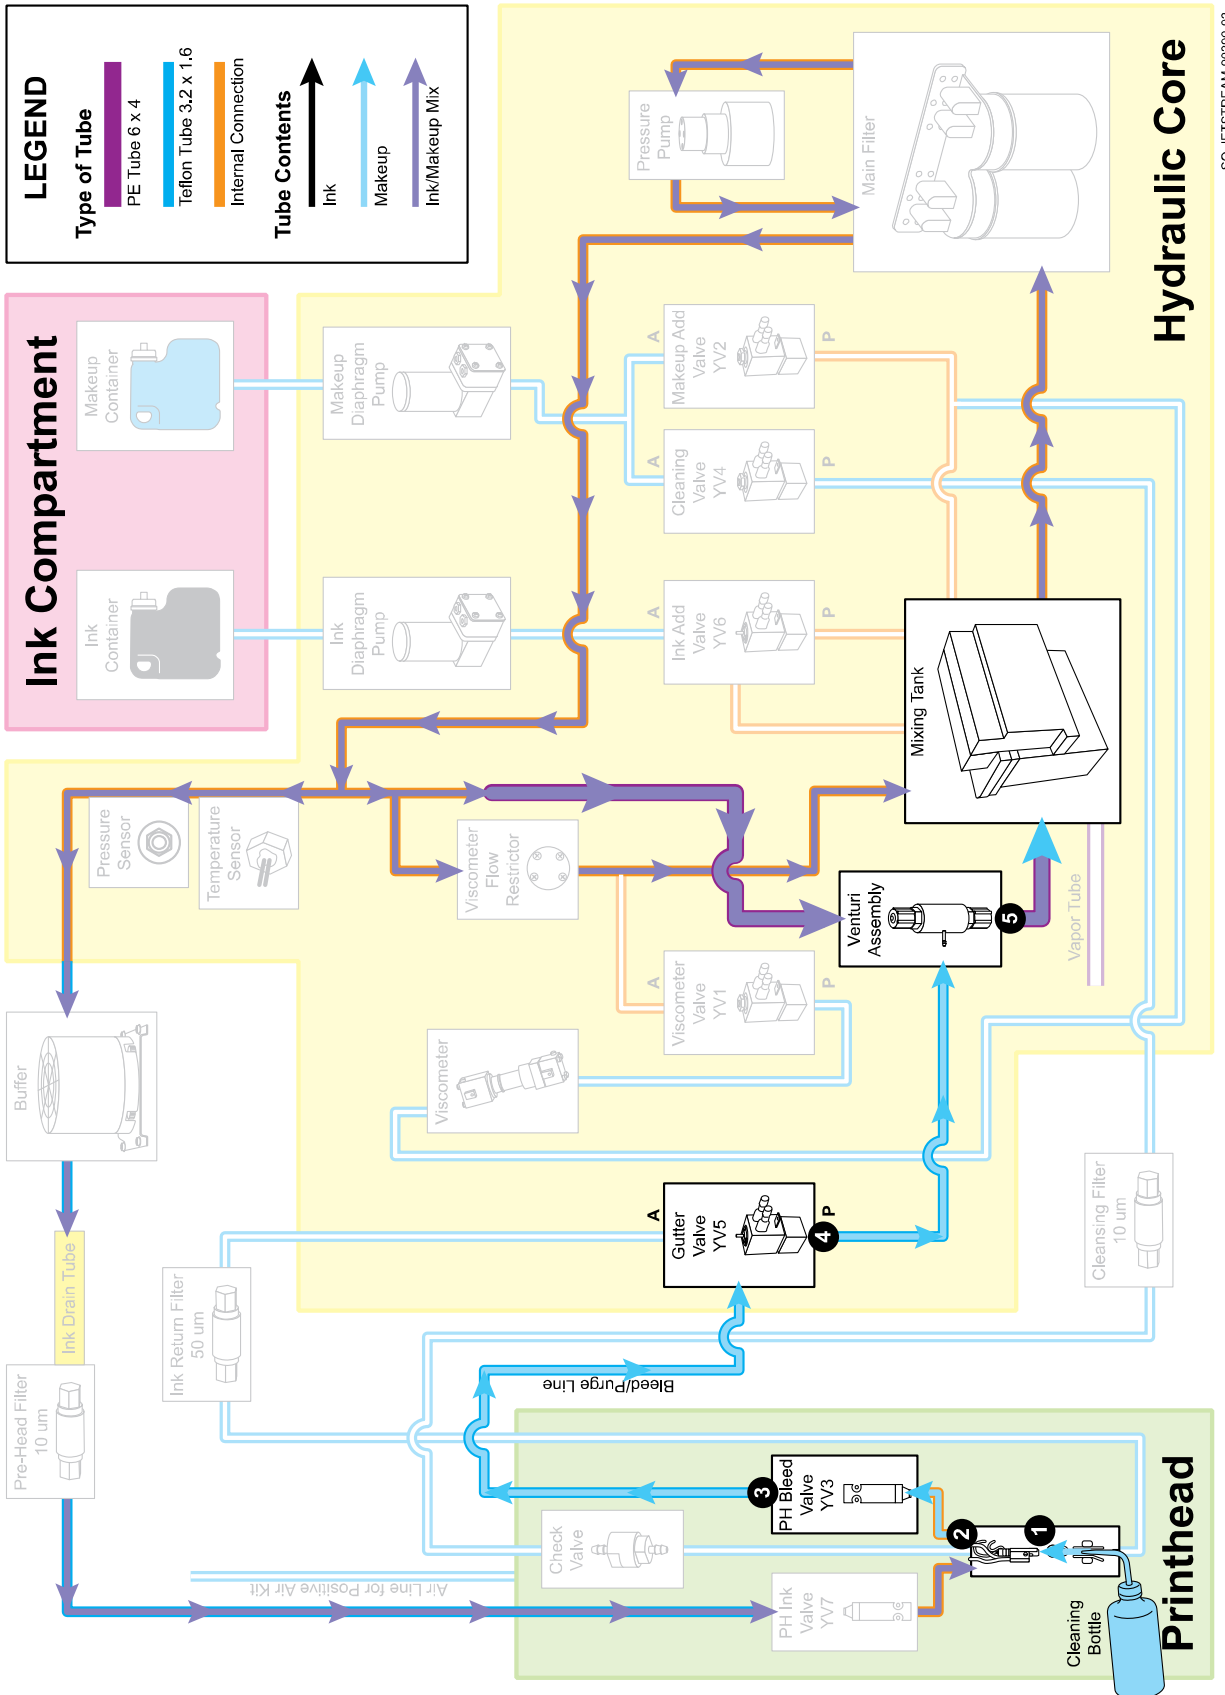 LEGEND
Type of Tube
PE Tube 6 x 4
Teflon Tube 3.2 x 1.6
Internal Connection
Tube Contents
Ink
Makeup
Ink/Makeup Mix
Ink Compartment
Ink
Container
Makeup
Container
Ink
Diaphragm
Pump
Makeup
Diaphragm
Pump
Pressure
Pump
Main Filter
Hydraulic Core
A
Ink Add
Valve
YV6
P
A
Cleaning
Valve
YV4
P
A
Makeup Add
Valve
YV2
P
Mixing Tank
Vapor Tube
Pressure
Sensor
Temperature
Sensor
Viscometer
Flow
Restrictor
Venturi
Assembly
5
A
Viscometer
Valve
YV1
P
Viscometer
Buffer
Ink Drain Tube
Pre-Head Filter
10 um
Ink Return Filter
50 um
A
Gutter
Valve
YV5
P
4
Cleansing Filter
10 um
Bleed/Purge Line
Air Line for Positive Air Kit
Check
Valve
3
PH Bleed
Valve
YV3
PH Ink
Valve
YV7
2
1
Cleaning
Bottle
Printhead